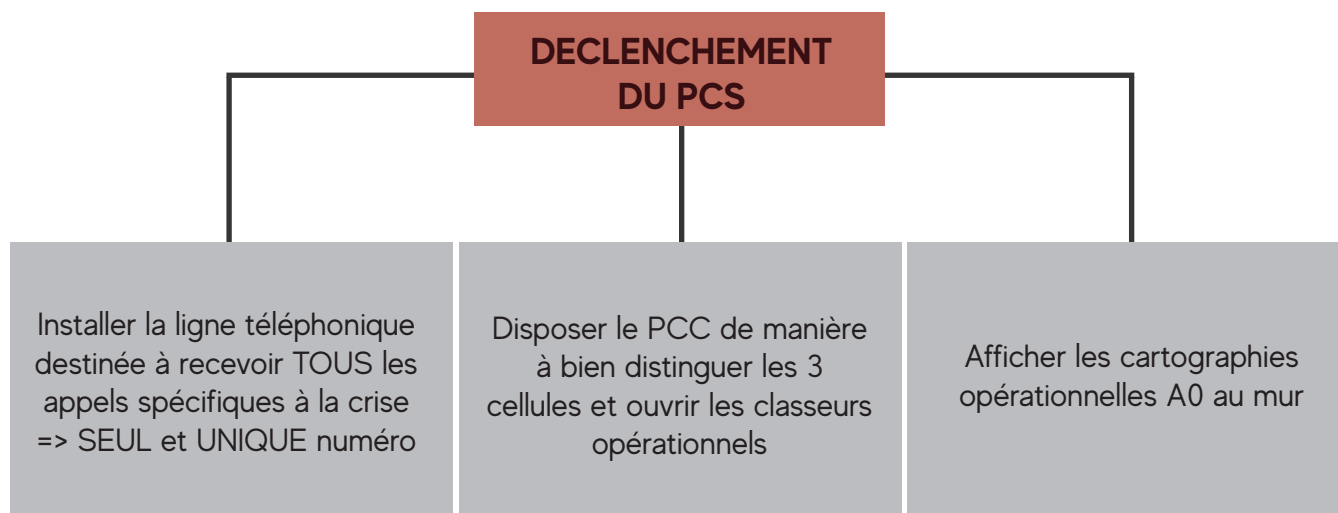 DECLENCHEMENT
DU PCS
Installer la ligne téléphonique
destinée à recevoir TOUS les
appels spécifiques à la crise
=> SEUL et UNIQUE numéro
Disposer le PCC de manière
à bien distinguer les 3
cellules et ouvrir les classeurs
opérationnels
Afficher les cartographies
opérationnelles A0 au mur